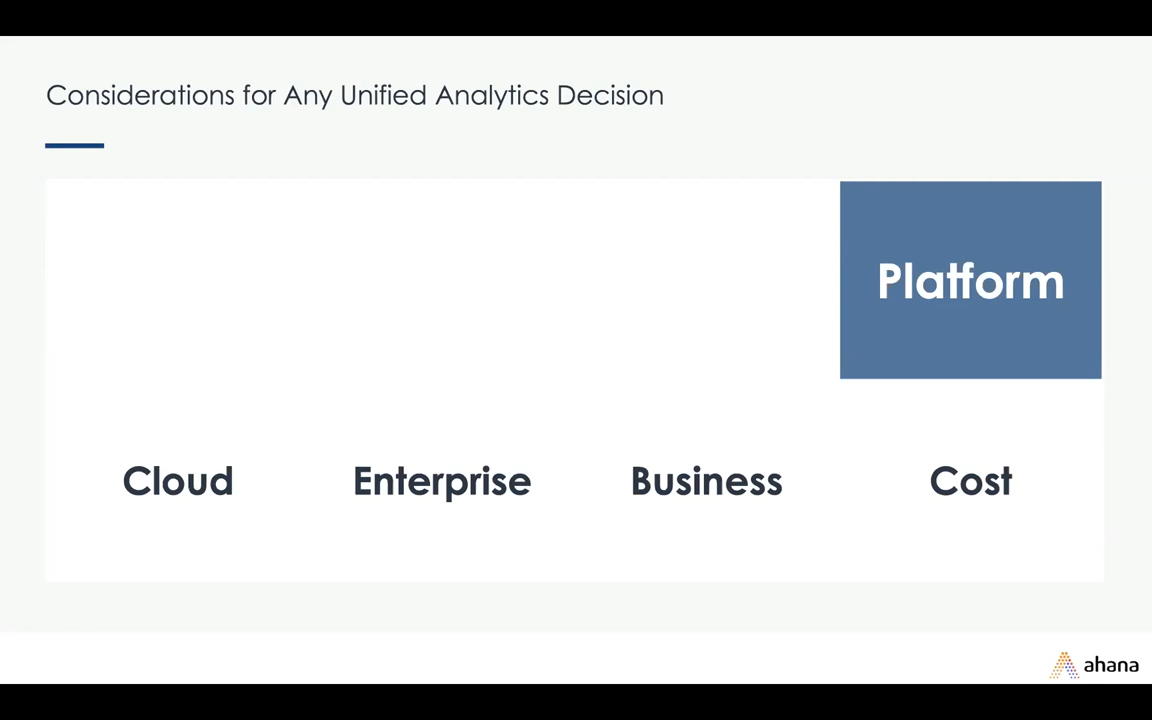 Considerations for Any Unified Analytics Decision
Platform
Cloud Enterprise Business Cost
ahana